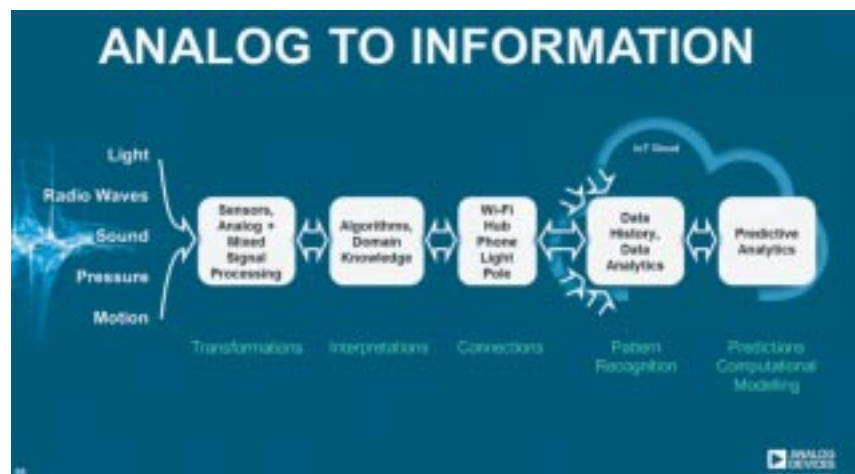 ANALOG TO INFORMATION
Light
Radio Waves
Sound
Pressure
Motion
Sensors,
Analog +
Mixed
Signal
Processing
Algorithms,
Domain
Knowledge
Wi-Fi
Hub
Phone
Light
Pole
IoT Cloud
Data
History,
Data
Analytics
Predictive
Analytics
Transformations
Interpretations
Connections
Pattern
Recognition
Predictions
Computational
Modelling
ANALOG
DEVICES